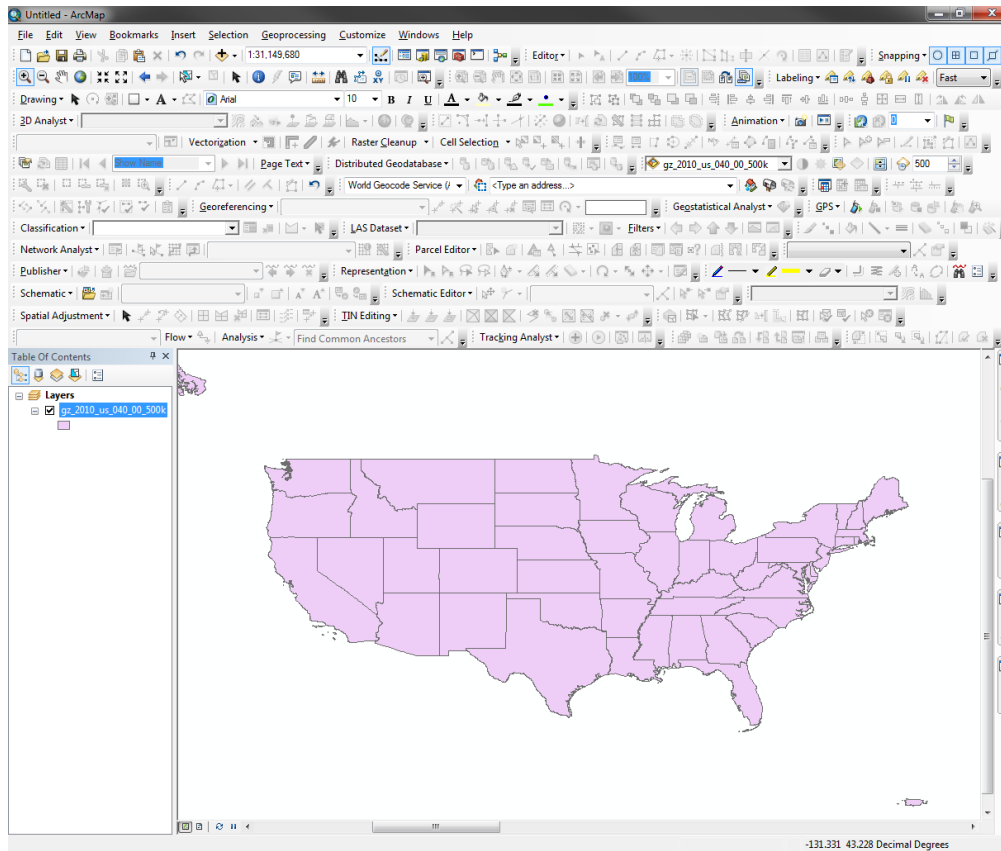 Untitled - ArcMap
File Edit View Bookmarks Insert Selection Geoprocessing Customize Windows Help
1:31,149,680 Editor Snapping
100% Labeling Fast
Drawing A Arial 10 B I U A
3D Analyst Animation 0
Vectorization Raster Cleanup Cell Selection
Show Name Page Text Distributed Geodatabase gz_2010_us_040_00_500k 500
World Geocode Service (/ <Type an address...>
Georeferencing Geostatistical Analyst GPS
Classification LAS Dataset Filters
Network Analyst Parcel Editor
Publisher Representation
Schematic Schematic Editor
Spatial Adjustment TIN Editing
Flow Analysis Find Common Ancestors Tracking Analyst
Table Of Contents
Layers
gz_2010_us_040_00_500k
-131.331 43.228 Decimal Degrees